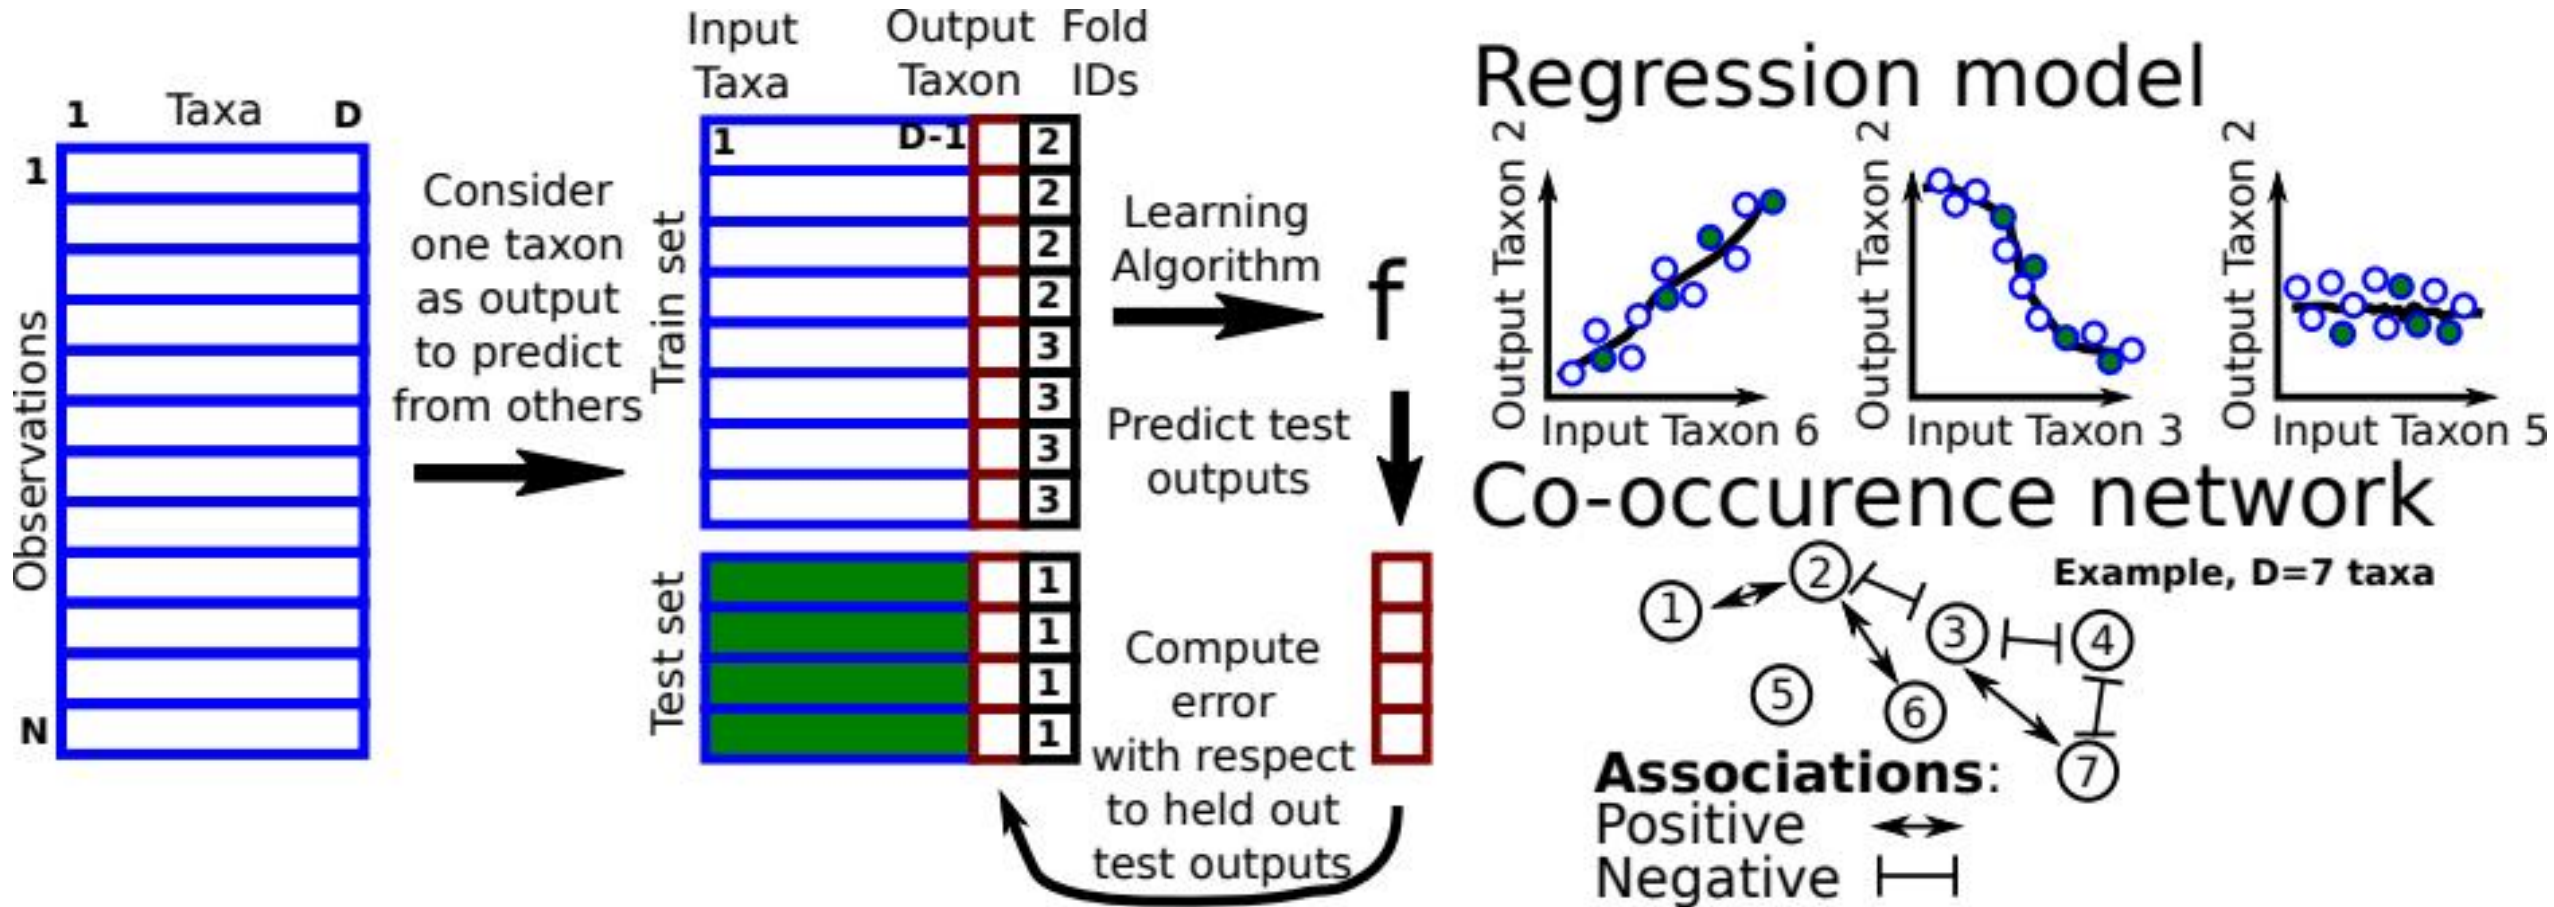 1 Taxa D
1
Observations
N
Consider
one taxon
as output
to predict
from others
Input
Taxa
Output
Taxon
Fold
IDs
Train set
1 D-1 2
2
2
2
3
3
3
3
Test set
1
1
1
1
Learning
Algorithm
f
Predict test
outputs
Compute
error
with respect
to held out
test outputs
Regression model
Output Taxon 2
Input Taxon 6
Output Taxon 2
Input Taxon 3
Output Taxon 2
Input Taxon 5
Co-occurence network
Example, D=7 taxa
1
2
3
4
5
6
7
Associations:
Positive
Negative